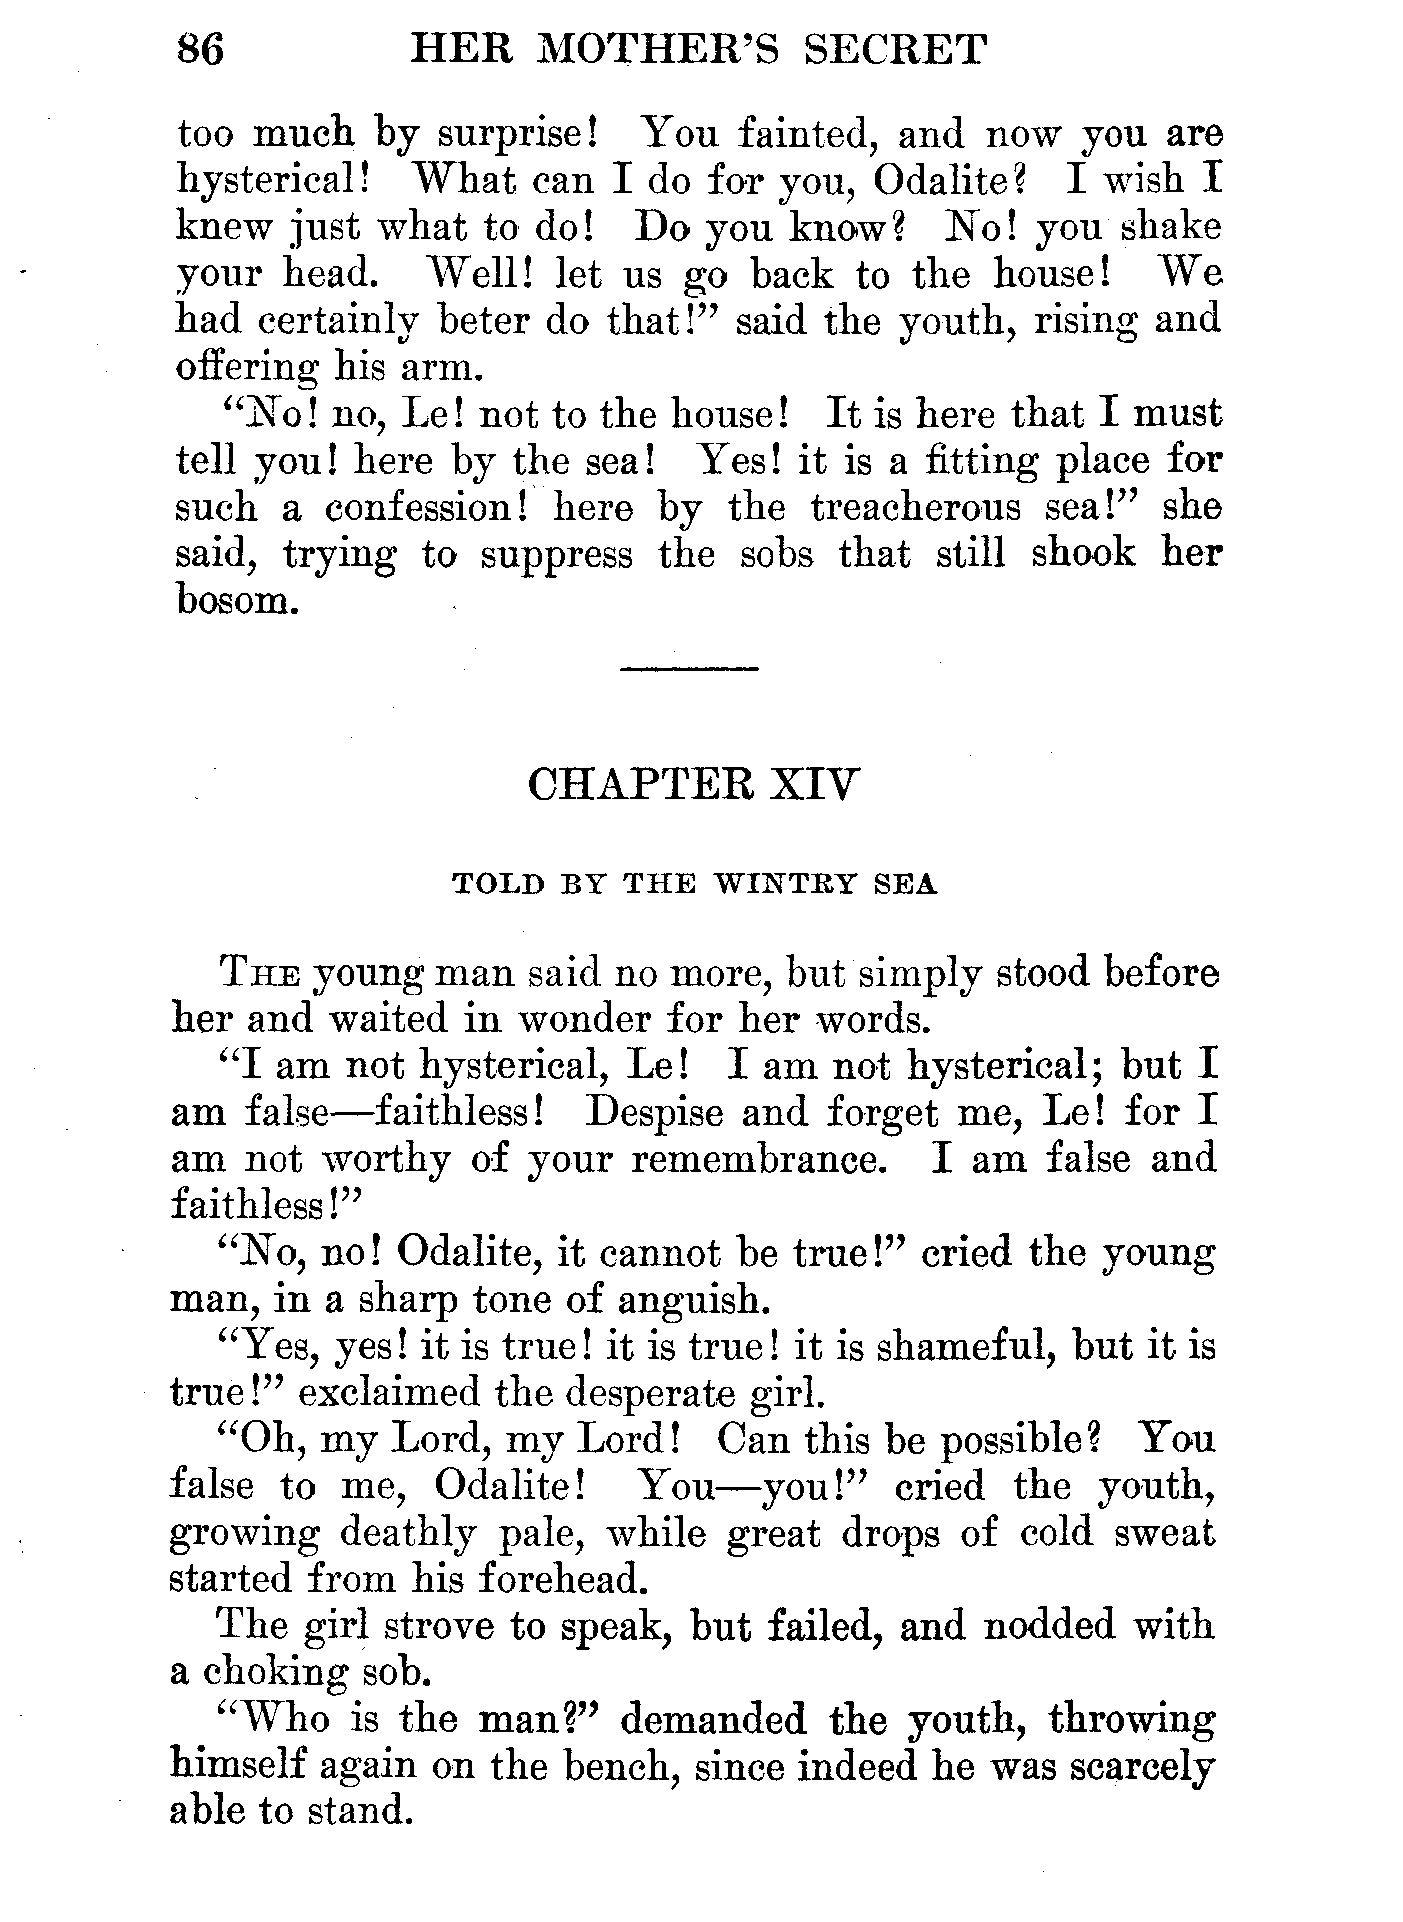 86 HER MOTHER'S SECRET
too much by surprise! You fainted, and now you are
hysterical! What can I do for you, Odalite? I wish I
knew just what to do! Do you know? No! you shake
your head. Well! let us go back to the house! We
had certainly beter do that!” said the youth, rising and
offering his arm.
“No! no, Le! not to the house! It is here that I must
tell you! here by the sea! Yes! it is a fitting place for
such a confession! here by the treacherous sea!” she
said, trying to suppress the sobs that still shook her
bosom.
CHAPTER XIV
TOLD BY THE WINTRY SEA
THE young man said no more, but simply stood before
her and waited in wonder for her words.
“I am not hysterical, Le! I am not hysterical; but I
am false—faithless! Despise and forget me, Le! for I
am not worthy of your remembrance. I am false and
faithless!”
“No, no! Odalite, it cannot be true!” cried the young
man, in a sharp tone of anguish.
“Yes, yes! it is true! it is true! it is shameful, but it is
true!” exclaimed the desperate girl.
“Oh, my Lord, my Lord! Can this be possible? You
false to me, Odalite! You—you!” cried the youth,
growing deathly pale, while great drops of cold sweat
started from his forehead.
The girl strove to speak, but failed, and nodded with
a choking sob.
“Who is the man?” demanded the youth, throwing
himself again on the bench, since indeed he was scarcely
able to stand.